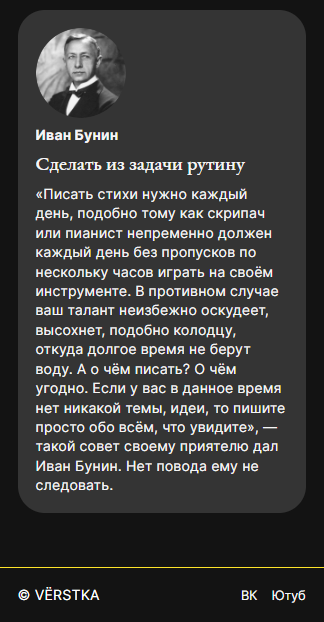 Иван Бунин
Сделать из задачи рутину
«Писать стихи нужно каждый
день, подобно тому как скрипач
или пианист непременно должен
каждый день без пропусков по
нескольку часов играть на своём
инструменте. В противном случае
ваш талант неизбежно оскудеет,
высохнет, подобно колодцу,
откуда долгое время не берут
воду. А о чём писать? О чём
угодно. Если у вас в данное время
нет никакой темы, идеи, то пишите
просто обо всём, что увидите», —
такой совет своему приятелю дал
Иван Бунин. Нет повода ему не
следовать.
© VЁRSTKA ВК Ютуб